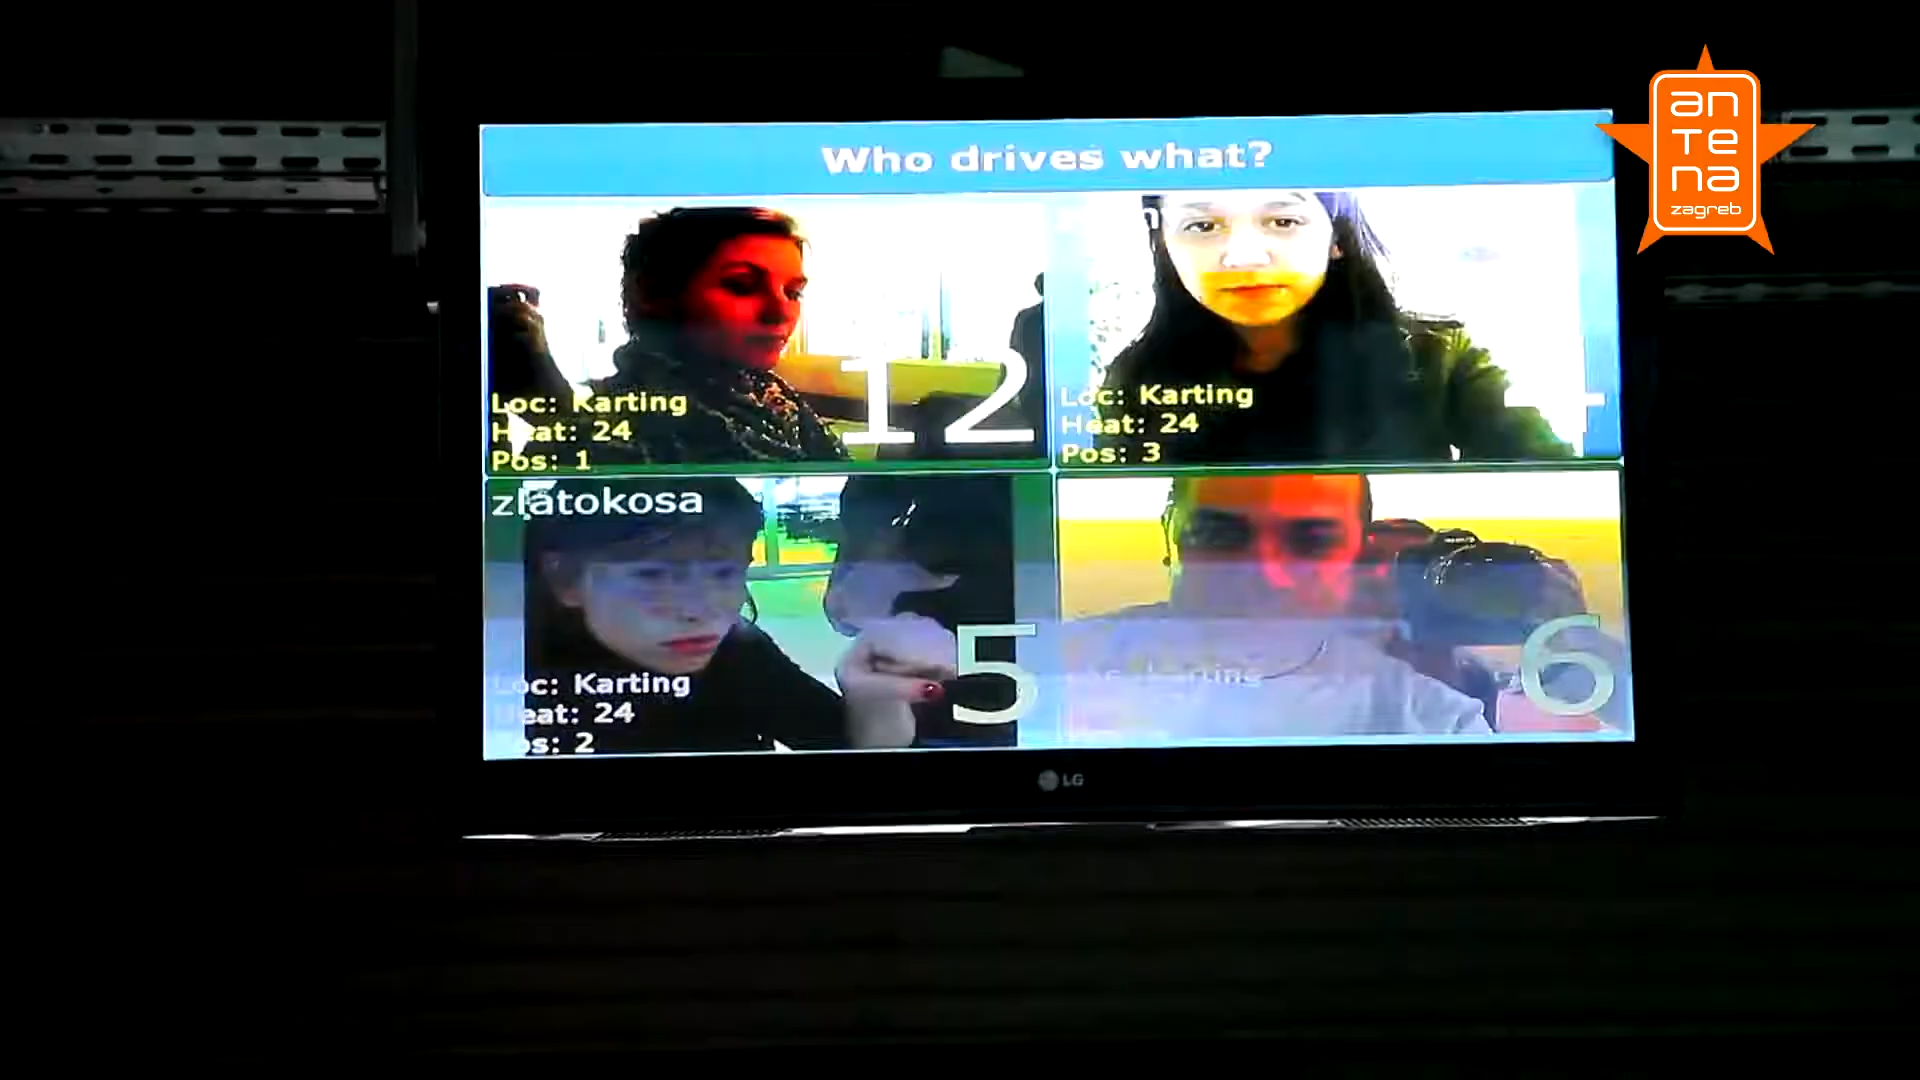 Who drives what?
12
Loc: Karting
Heat: 24
Pos: 1
Loc: Karting
Heat: 24
Pos: 3
zlatokosa
5
Loc: Karting
Heat: 24
Pos: 2
6
LG
an
te
na
zagreb